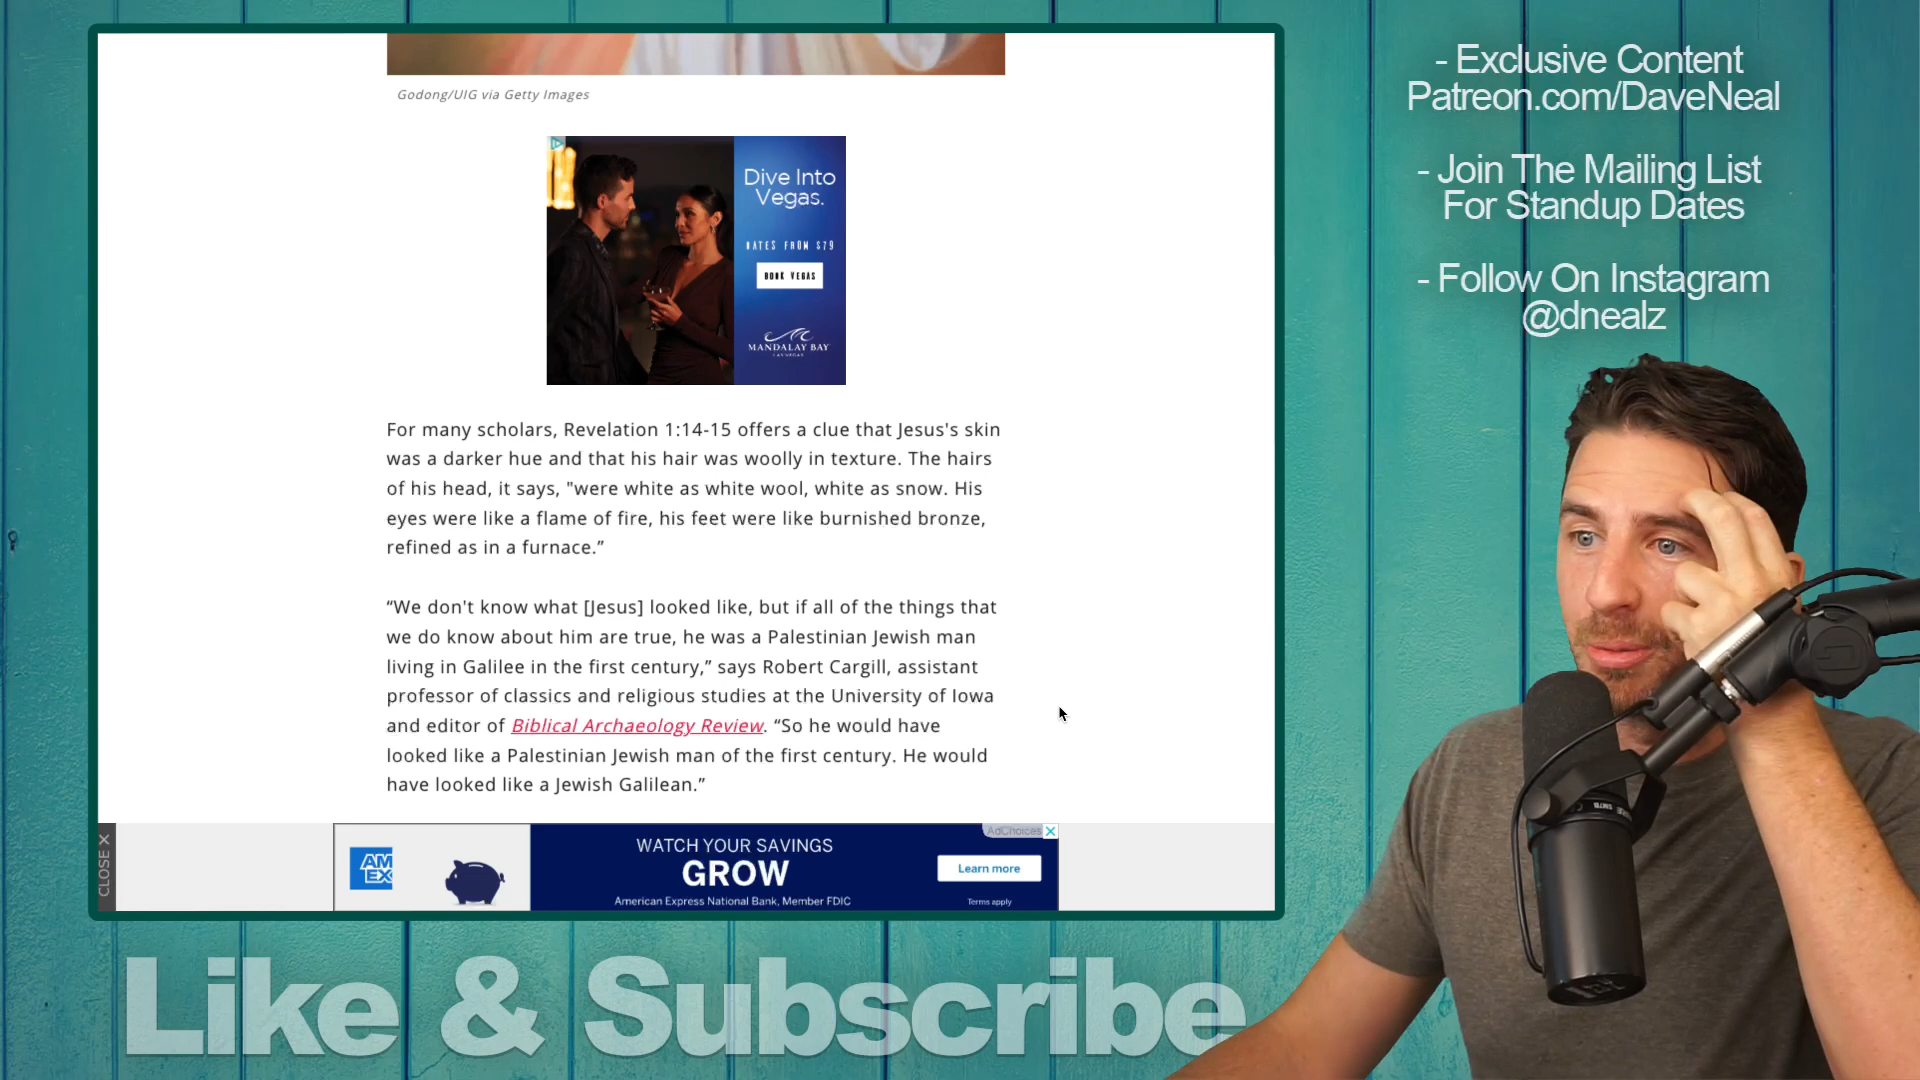 Godong/UIG via Getty Images
Dive Into
Vegas.
RATES FROM $79
BOOK VEGAS
MANDALAY BAY
LAS VEGAS
For many scholars, Revelation 1:14-15 offers a clue that Jesus's skin
was a darker hue and that his hair was woolly in texture. The hairs
of his head, it says, "were white as white wool, white as snow. His
eyes were like a flame of fire, his feet were like burnished bronze,
refined as in a furnace.”
“We don't know what [Jesus] looked like, but if all of the things that
we do know about him are true, he was a Palestinian Jewish man
living in Galilee in the first century,” says Robert Cargill, assistant
professor of classics and religious studies at the University of Iowa
and editor of Biblical Archaeology Review. “So he would have
looked like a Palestinian Jewish man of the first century. He would
have looked like a Jewish Galilean.”
CLOSE X
AM
EX
WATCH YOUR SAVINGS
GROW
American Express National Bank, Member FDIC
AdChoices
Learn more
Terms apply
- Exclusive Content
Patreon.com/DaveNeal
- Join The Mailing List
For Standup Dates
- Follow On Instagram
@dnealz
Like & Subscribe